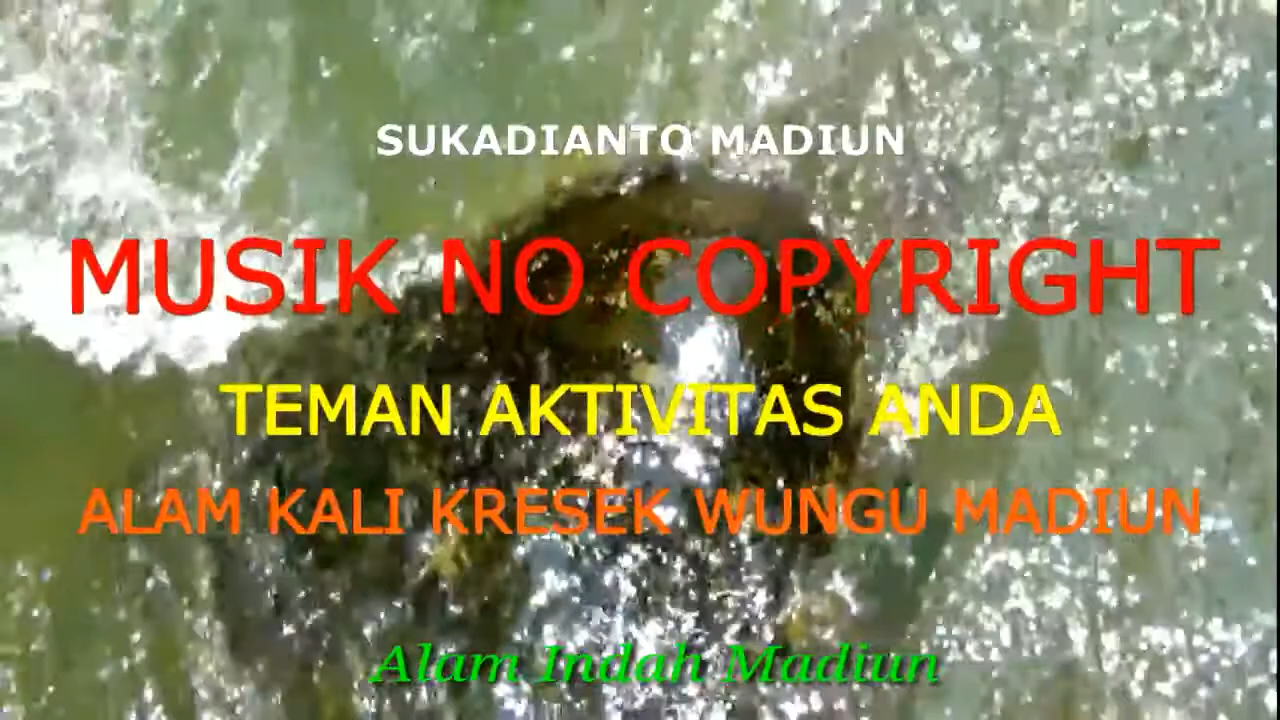 SUKADIANTO MADIUN
MUSIK NO COPYRIGHT
TEMAN AKTIVITAS ANDA
ALAM KALI KRESEK WUNGU MADIUN
Alam Indah Madiun